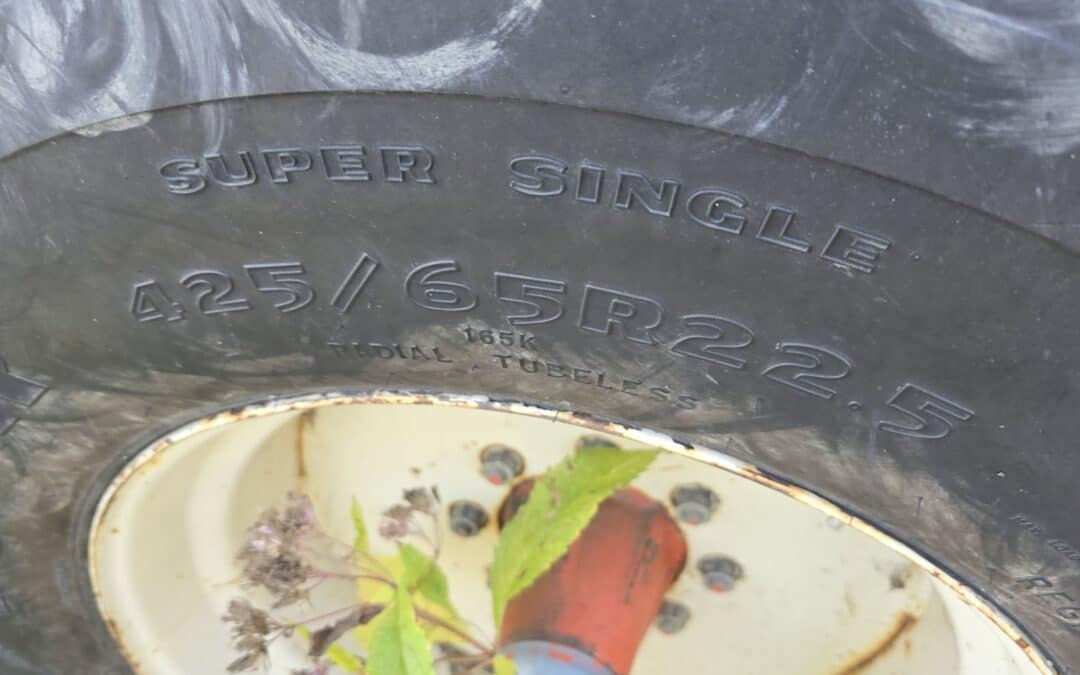 SUPER SINGLE
425/65R22.5
165K
RADIAL TUBELESS